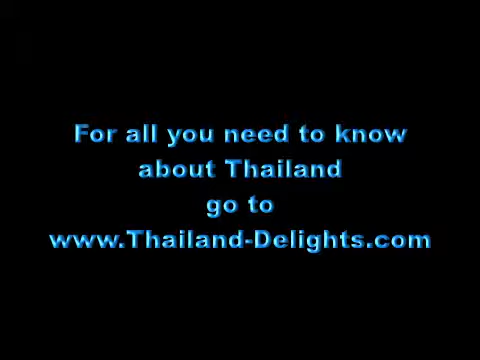 For all you need to know
about Thailand
go to
www.Thailand-Delights.com